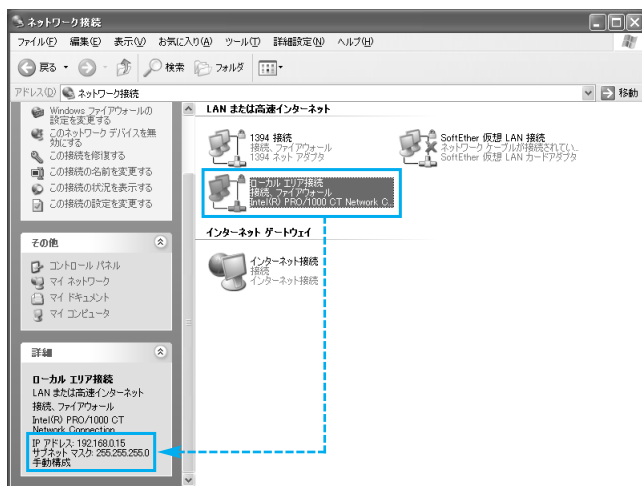 ネットワーク接続
ファイル(F) 編集(E) 表示(V) お気に入り(A) ツール(T) 詳細設定(N) ヘルプ(H)
戻る 検索 フォルダ
アドレス(D) ネットワーク接続 移動
Windows ファイアウォールの
設定を変更する
このネットワーク デバイスを無
効にする
この接続を修復する
この接続の名前を変更する
この接続の状況を表示する
この接続の設定を変更する
その他
コントロール パネル
マイ ネットワーク
マイ ドキュメント
マイ コンピュータ
詳細
ローカル エリア接続
LAN または高速インターネット
接続、ファイアウォール
Intel(R) PRO/1000 CT
Network Connection
IP アドレス: 192.168.0.15
サブネット マスク: 255.255.255.0
手動構成
LAN または高速インターネット
1394 接続
接続、ファイアウォール
1394 ネット アダプタ
SoftEther 仮想 LAN 接続
ネットワーク ケーブルが接続されてい...
SoftEther 仮想 LAN カードアダプタ
ローカル エリア接続
接続、ファイアウォール
Intel(R) PRO/1000 CT Network C...
インターネット ゲートウェイ
インターネット接続
接続
インターネット接続